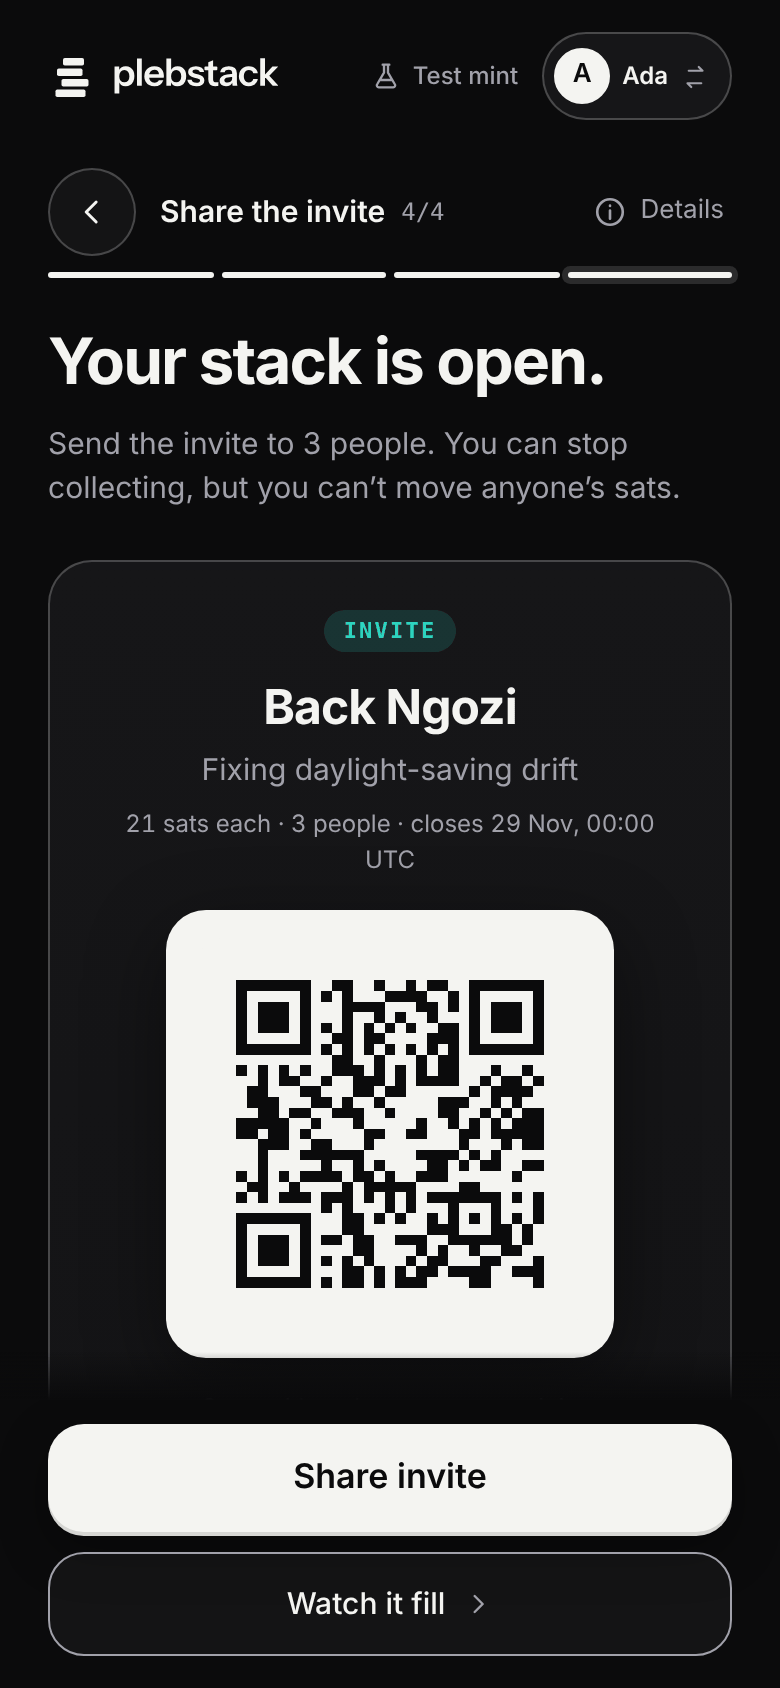 plebstack
Test mint
A
Ada
Share the invite 4/4
Details
Your stack is open.
Send the invite to 3 people. You can stop
collecting, but you can’t move anyone’s sats.
INVITE
Back Ngozi
Fixing daylight-saving drift
21 sats each · 3 people · closes 29 Nov, 00:00
UTC
Share invite
Watch it fill